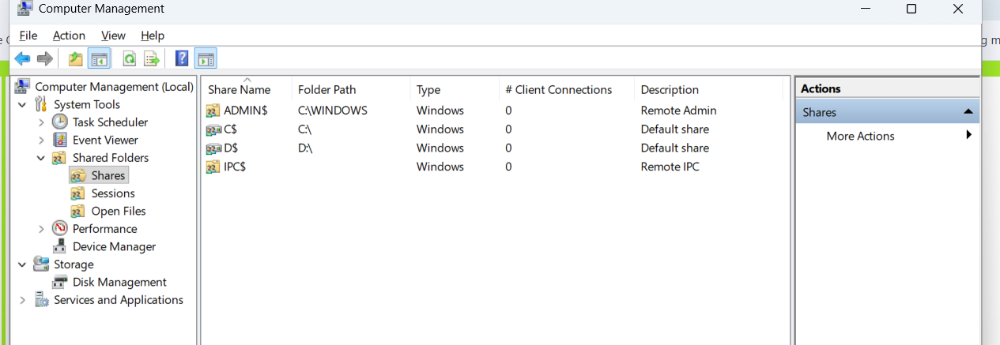 Computer Management
File Action View Help
Computer Management (Local)
System Tools
Task Scheduler
Event Viewer
Shared Folders
Shares
Sessions
Open Files
Performance
Device Manager
Storage
Disk Management
Services and Applications
Share Name Folder Path Type # Client Connections Description
ADMIN$ C:\WINDOWS Windows 0 Remote Admin
C$ C:\ Windows 0 Default share
D$ D:\ Windows 0 Default share
IPC$ Windows 0 Remote IPC
Actions
Shares
More Actions